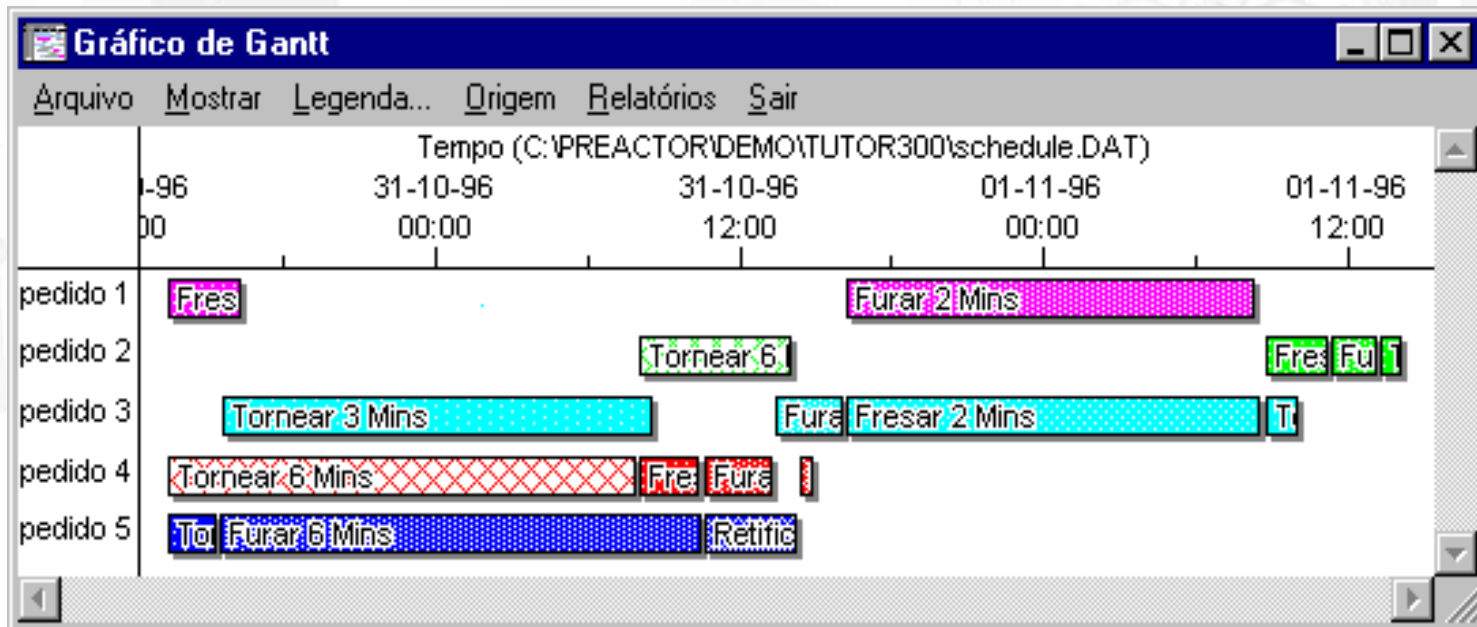 Gráfico de Gantt
Arquivo Mostrar Legenda... Origem Relatórios Sair
Tempo (C:\PREACTOR\DEMO\TUTOR300\schedule.DAT)
-96 31-10-96 31-10-96 01-11-96 01-11-96
00 00:00 12:00 00:00 12:00
pedido 1 Fres Furar 2 Mins
pedido 2 Tornear 6 Fres Fu T
pedido 3 Tornear 3 Mins Fura Fresar 2 Mins To
pedido 4 Tornear 6 Mins Fre Fura
pedido 5 Tor Furar 6 Mins Retific